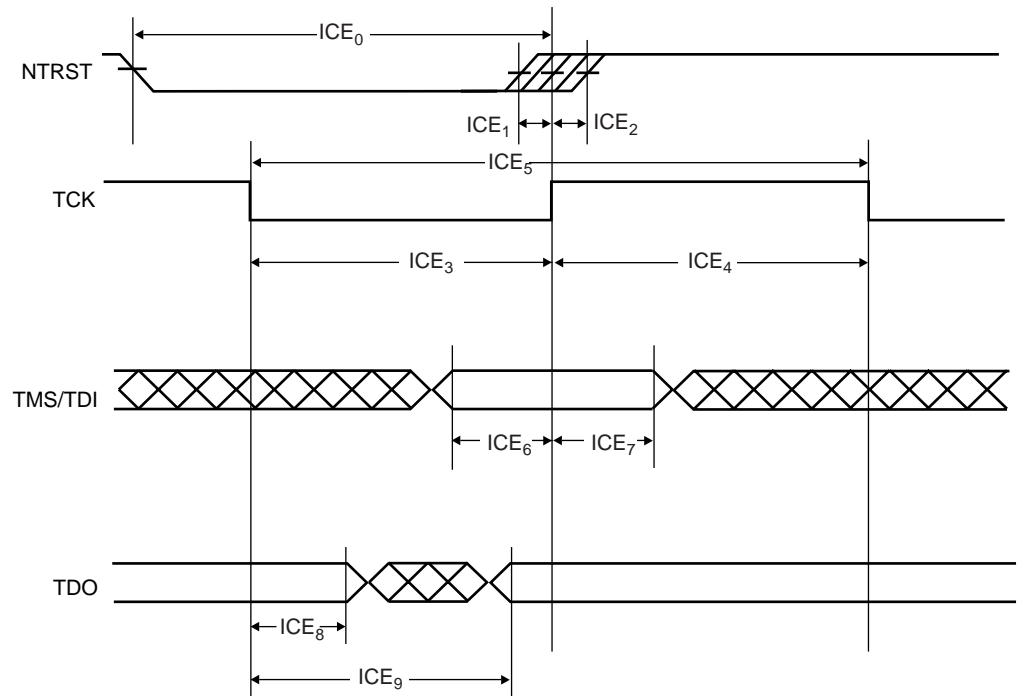 ICE₀
NTRST
ICE₁ ICE₂
ICE₅
TCK
ICE₃ ICE₄
TMS/TDI
ICE₆ ICE₇
TDO
ICE₈
ICE₉